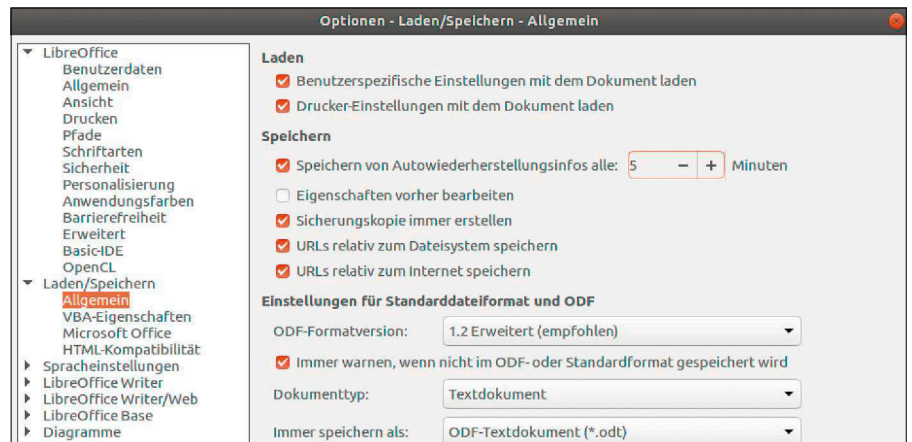 Optionen - Laden/Speichern - Allgemein
LibreOffice
Benutzerdaten
Allgemein
Ansicht
Drucken
Pfade
Schriftarten
Sicherheit
Personalisierung
Anwendungsfarben
Barrierefreiheit
Erweitert
Basic-IDE
OpenCL
Laden/Speichern
Allgemein
VBA-Eigenschaften
Microsoft Office
HTML-Kompatibilität
Spracheinstellungen
LibreOffice Writer
LibreOffice Writer/Web
LibreOffice Base
Diagramme
Laden
Benutzerspezifische Einstellungen mit dem Dokument laden
Drucker-Einstellungen mit dem Dokument laden
Speichern
Speichern von Autowiederherstellungsinfos alle: 5 − + Minuten
Eigenschaften vorher bearbeiten
Sicherungskopie immer erstellen
URLs relativ zum Dateisystem speichern
URLs relativ zum Internet speichern
Einstellungen für Standarddateiformat und ODF
ODF-Formatversion: 1.2 Erweitert (empfohlen)
Immer warnen, wenn nicht im ODF- oder Standardformat gespeichert wird
Dokumenttyp: Textdokument
Immer speichern als: ODF-Textdokument (*.odt)